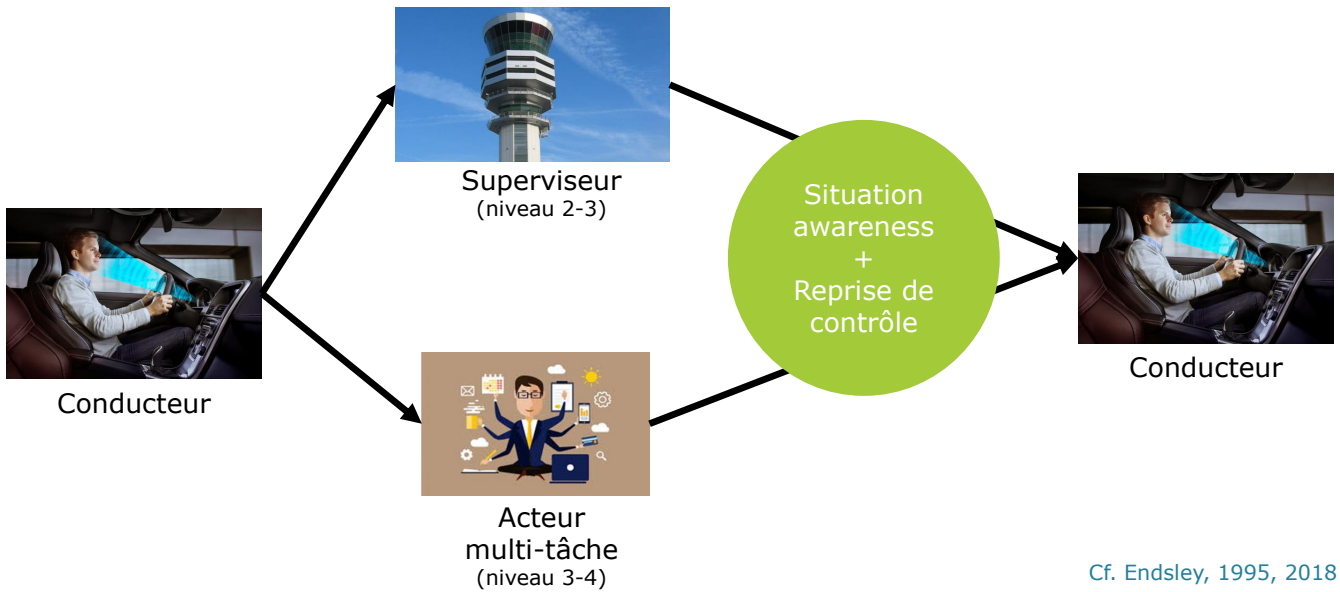 Superviseur
(niveau 2-3)
Situation
awareness
+
Reprise de
contrôle
Conducteur
Conducteur
Acteur
multi-tâche
(niveau 3-4)
Cf. Endsley, 1995, 2018